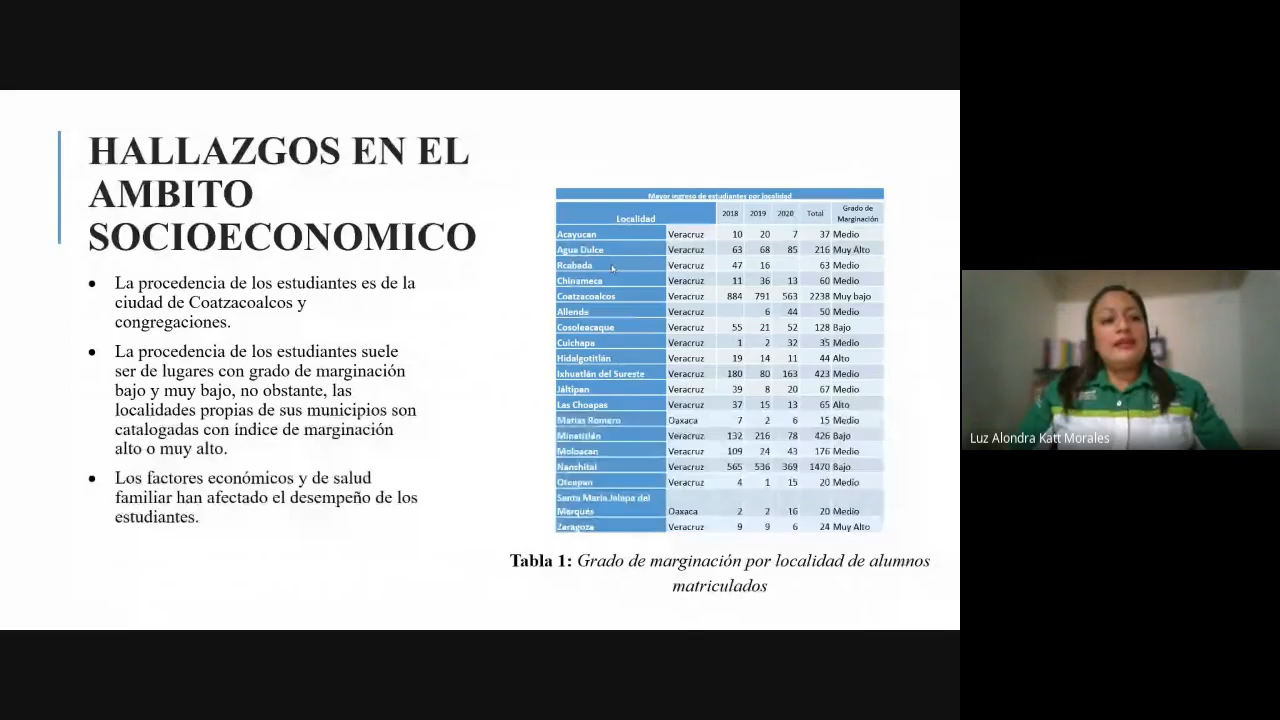 HALLAZGOS EN EL
AMBITO
SOCIOECONOMICO
• La procedencia de los estudiantes es de la
ciudad de Coatzacoalcos y
congregaciones.
• La procedencia de los estudiantes suele
ser de lugares con grado de marginación
bajo y muy bajo, no obstante, las
localidades propias de sus municipios son
catalogadas con índice de marginación
alto o muy alto.
• Los factores económicos y de salud
familiar han afectado el desempeño de los
estudiantes.
Mayor ingreso de estudiantes por localidad
Localidad 2018 2019 2020 Total Grado de Marginación
Acayucan Veracruz 10 20 7 37 Medio
Agua Dulce Veracruz 63 68 85 216 Muy Alto
Rcabada Veracruz 47 16 63 Medio
Chinameca Veracruz 11 36 13 60 Medio
Coatzacoalcos Veracruz 884 791 563 2238 Muy bajo
Allende Veracruz 6 44 50 Medio
Cosoleacaque Veracruz 55 21 52 128 Bajo
Cuichapa Veracruz 1 2 32 35 Medio
Hidalgotitlán Veracruz 19 14 11 44 Alto
Ixhuatlán del Sureste Veracruz 180 80 163 423 Medio
Jáltipan Veracruz 39 8 20 67 Medio
Las Choapas Veracruz 37 15 13 65 Alto
Matías Romero Oaxaca 7 2 6 15 Medio
Minatitlán Veracruz 132 216 78 426 Bajo
Moloacan Veracruz 109 24 43 176 Medio
Nanchital Veracruz 565 536 369 1470 Bajo
Oteapan Veracruz 4 1 15 20 Medio
Santa María Jalapa del
Marqués Oaxaca 2 2 16 20 Medio
Zaragoza Veracruz 9 9 6 24 Muy Alto
Tabla 1: Grado de marginación por localidad de alumnos
matriculados
Luz Alondra Katt Morales